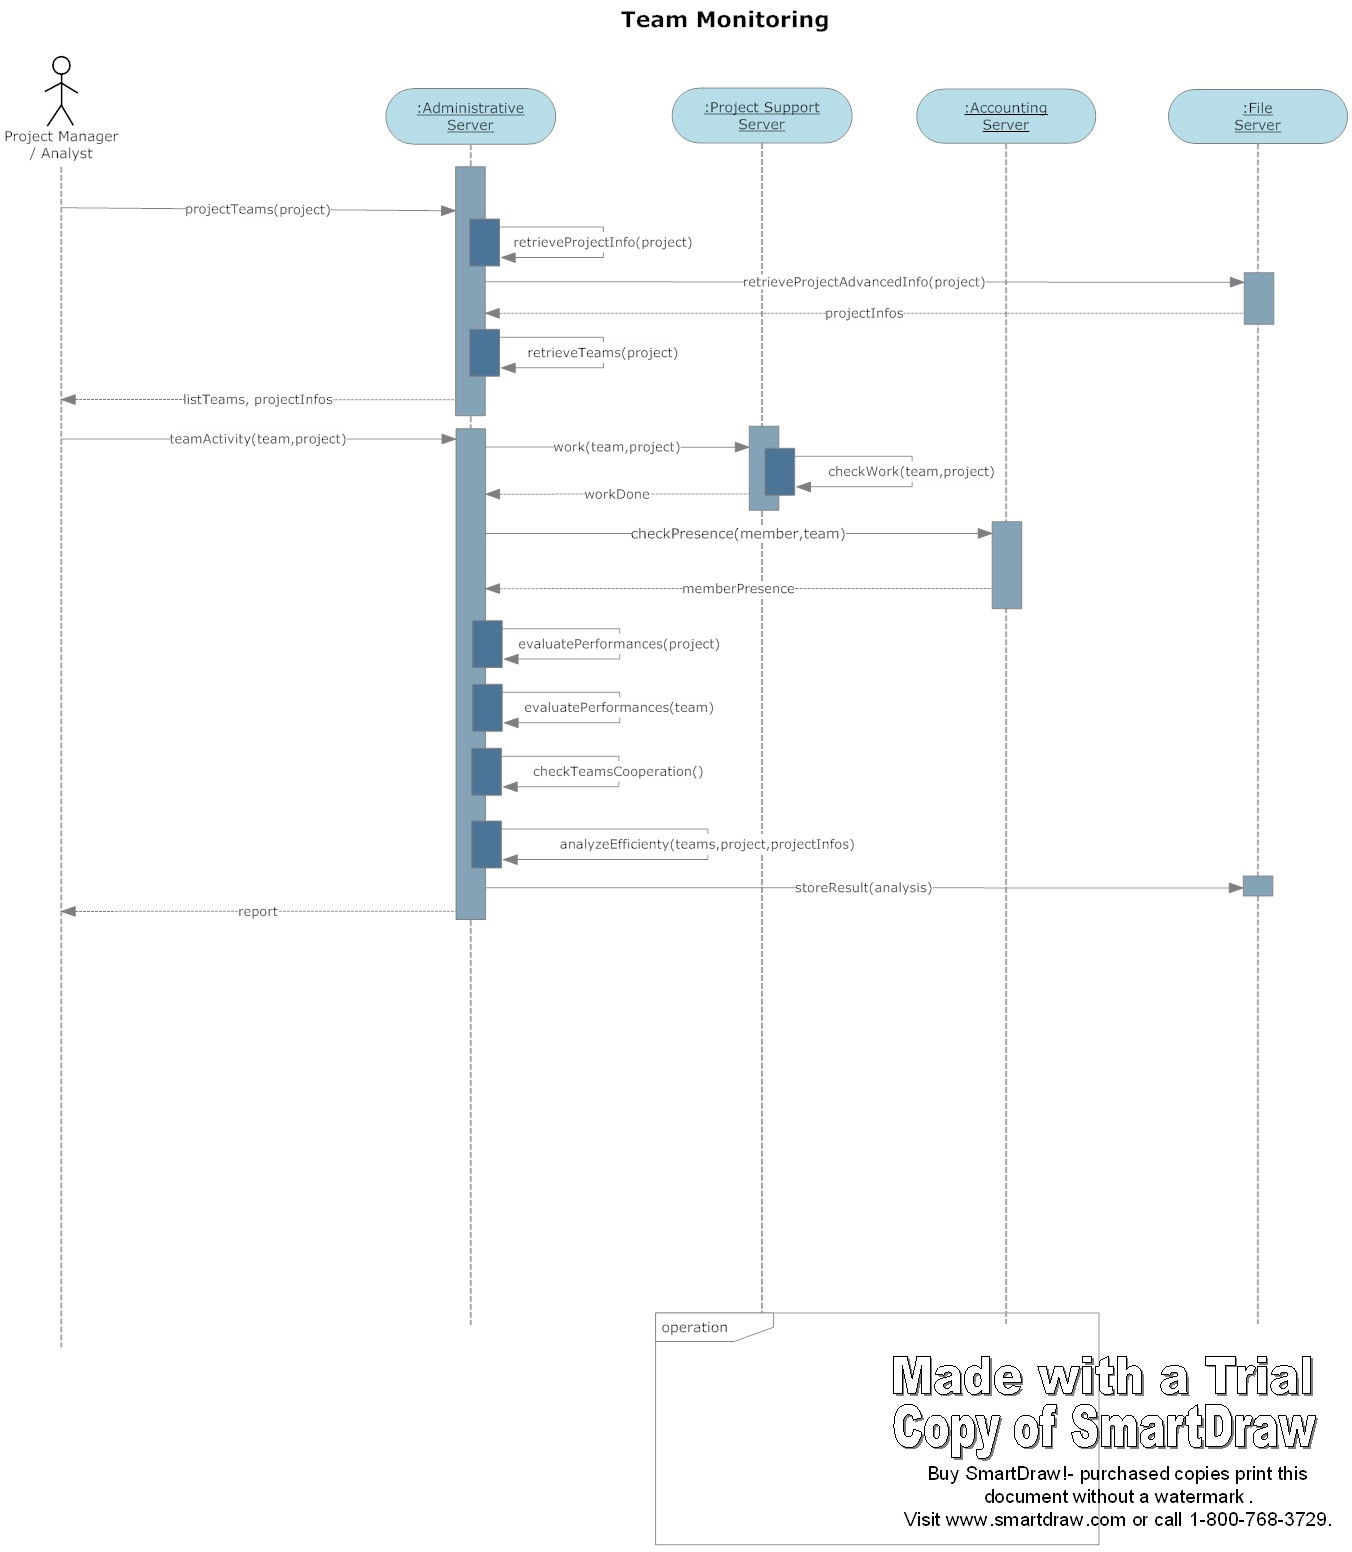 Team Monitoring
Project Manager
/ Analyst
:Administrative
Server
:Project Support
Server
:Accounting
Server
:File
Server
projectTeams(project)
retrieveProjectInfo(project)
retrieveProjectAdvancedInfo(project)
projectInfos
retrieveTeams(project)
listTeams, projectInfos
teamActivity(team,project)
work(team,project)
checkWork(team,project)
workDone
checkPresence(member,team)
memberPresence
evaluatePerformances(project)
evaluatePerformances(team)
checkTeamsCooperation()
analyzeEfficienty(teams,project,projectInfos)
storeResult(analysis)
report
operation
Made with a Trial
Copy of SmartDraw
Buy SmartDraw!- purchased copies print this
document without a watermark .
Visit www.smartdraw.com or call 1-800-768-3729.